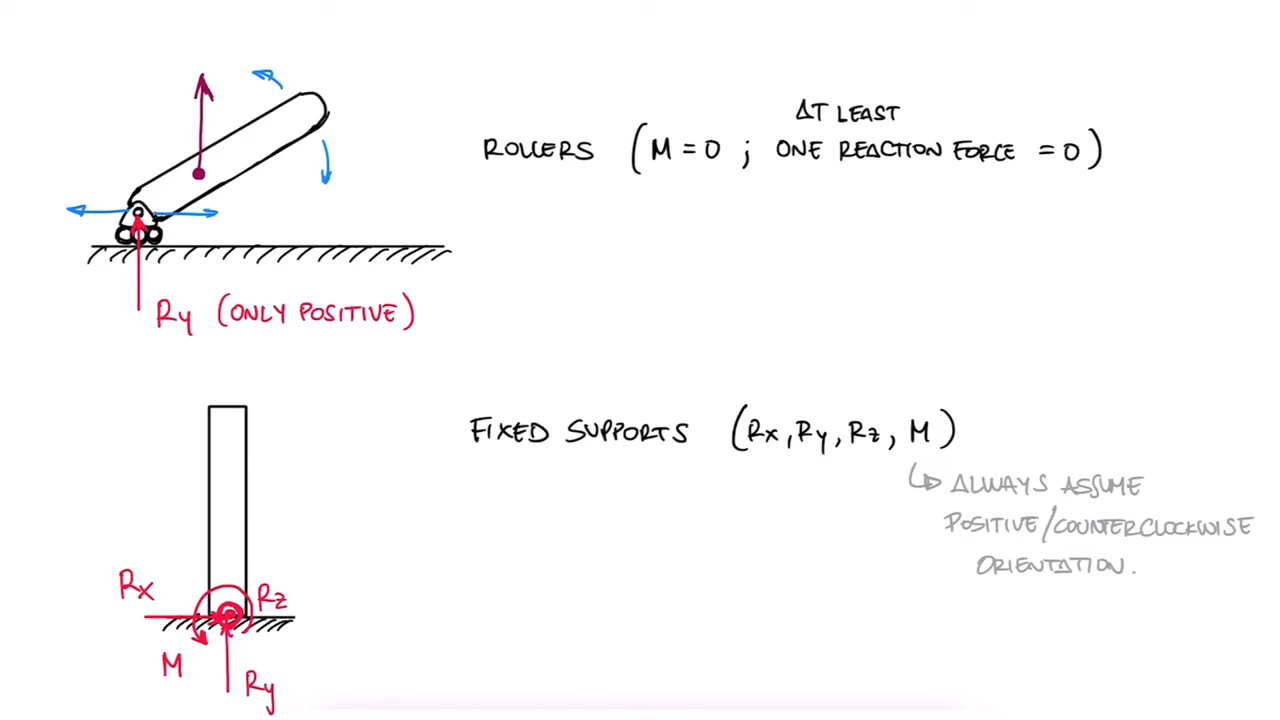 AT LEAST
ROLLERS (M = 0 ; ONE REACTION FORCE = 0)
Ry (ONLY POSITIVE)
FIXED SUPPORTS (Rx, Ry, Rz, M)
↳ ALWAYS ASSUME
POSITIVE/COUNTERCLOCKWISE
ORIENTATION.
Rx
Rz
M
Ry